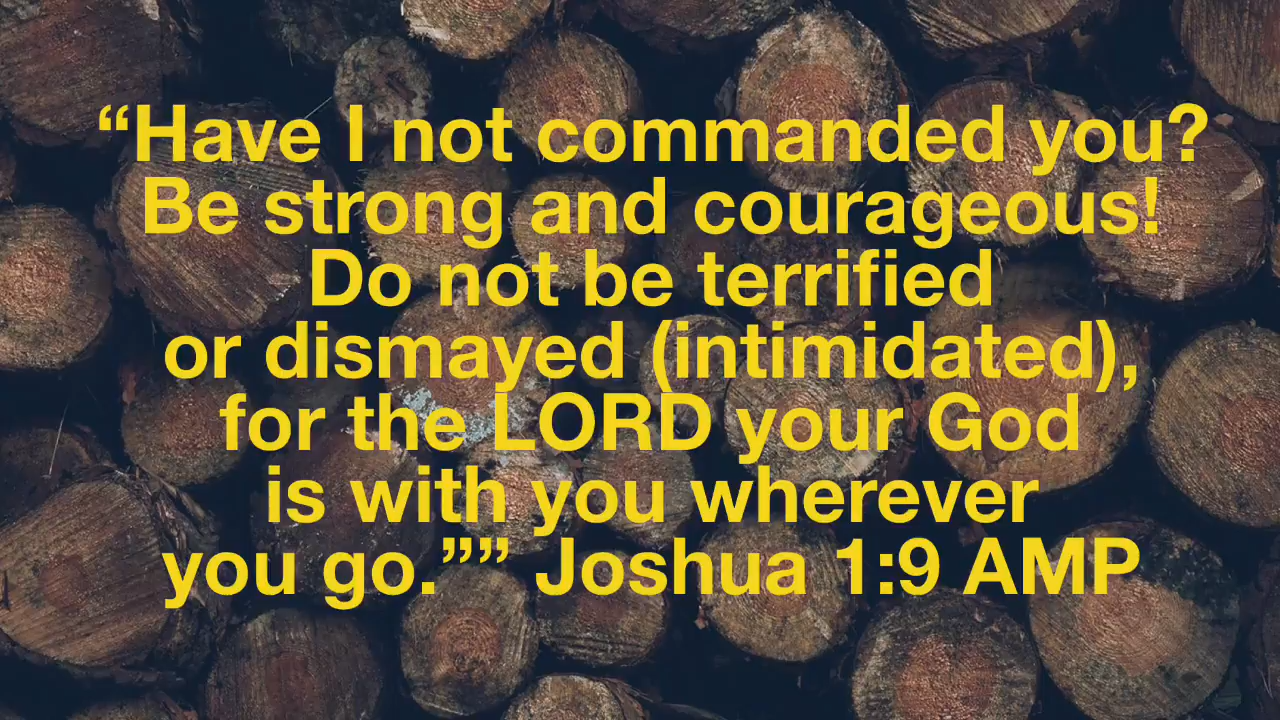 “Have I not commanded you?
Be strong and courageous!
Do not be terrified
or dismayed (intimidated),
for the LORD your God
is with you wherever
you go.”” Joshua 1:9 AMP